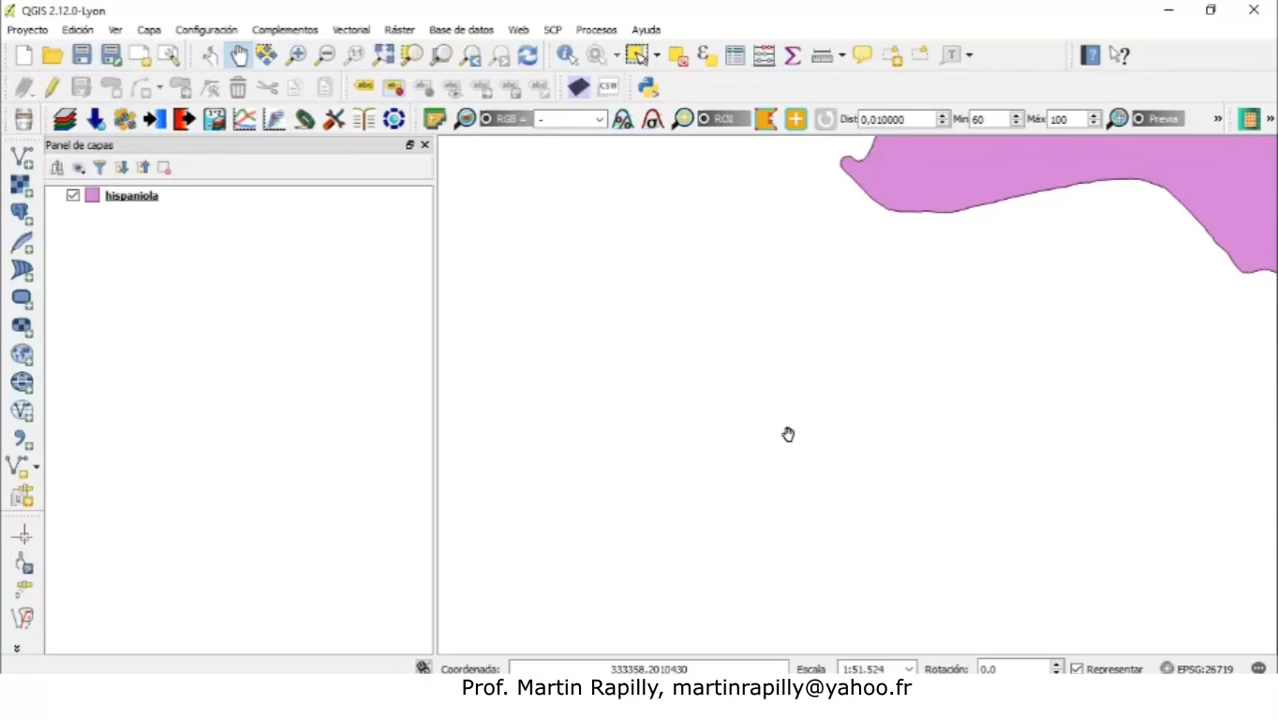 QGIS 2.12.0-Lyon
Proyecto Edición Ver Capa Configuración Complementos Vectorial Ráster Base de datos Web SCP Procesos Ayuda
RGB = - ROI Dist 0,010000 Min 60 Máx 100 Previa
Panel de capas
hispaniola
Coordenada: 333358,2010430 Escala 1:51.524 Rotación: 0.0 Representar EPSG:26719
Prof. Martin Rapilly, martinrapilly@yahoo.fr